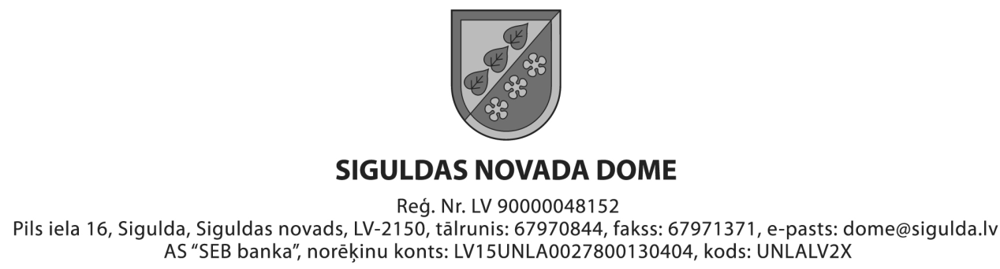 SIGULDAS NOVADA DOME
Reģ. Nr. LV 90000048152
Pils iela 16, Sigulda, Siguldas novads, LV-2150, tālrunis: 67970844, fakss: 67971371, e-pasts: dome@sigulda.lv
AS “SEB banka”, norēķinu konts: LV15UNLA0027800130404, kods: UNLALV2X